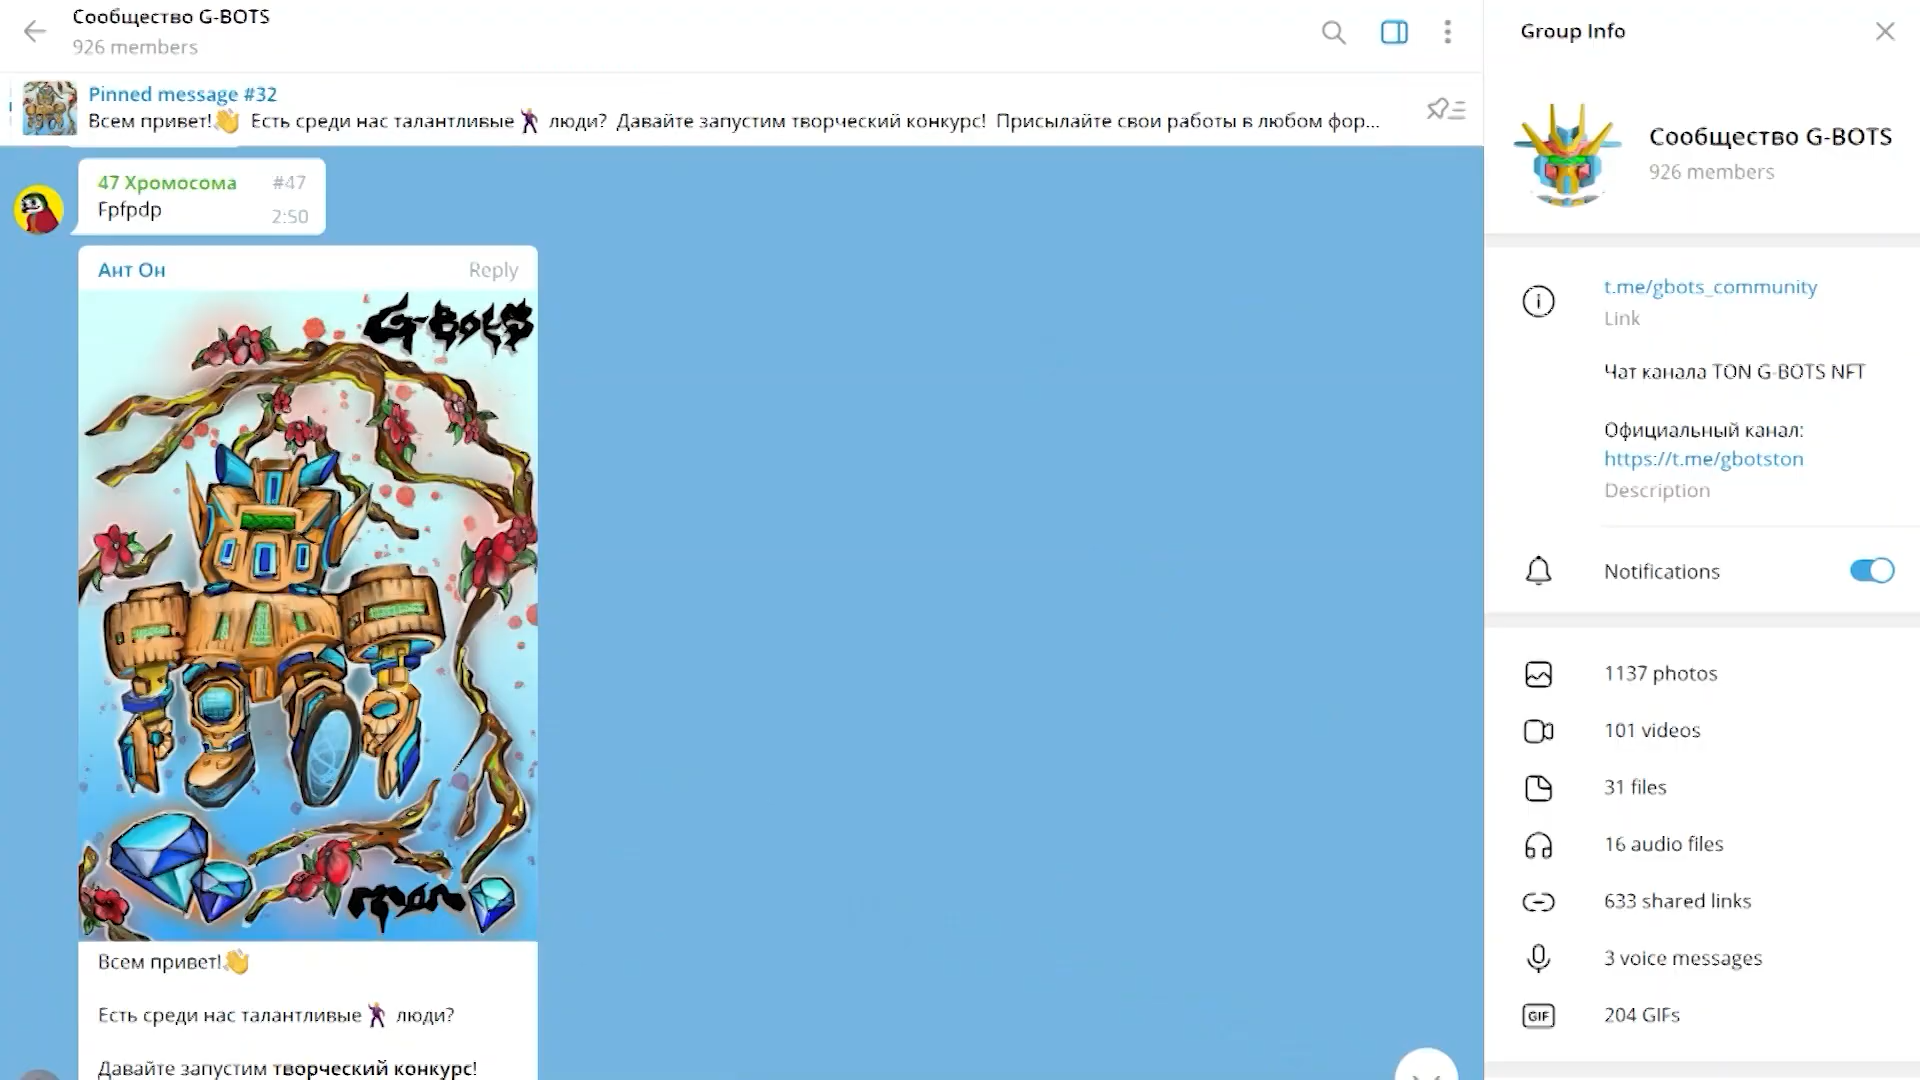 Сообщество G-BOTS
926 members
Pinned message #32
Всем привет!👋 Есть среди нас талантливые🕺 люди? Давайте запустим творческий конкурс! Присылайте свои работы в любом фор...
47 Хромосома #47
Fpfpdp 2:50
Ант Он Reply
G-BotS
Всем привет!👋
Есть среди нас талантливые🕺 люди?
Давайте запустим творческий конкурс!
Group Info
Сообщество G-BOTS
926 members
t.me/gbots_community
Link
Чат канала TON G-BOTS NFT
Официальный канал:
https://t.me/gbotston
Description
Notifications
1137 photos
101 videos
31 files
16 audio files
633 shared links
3 voice messages
GIF 204 GIFs